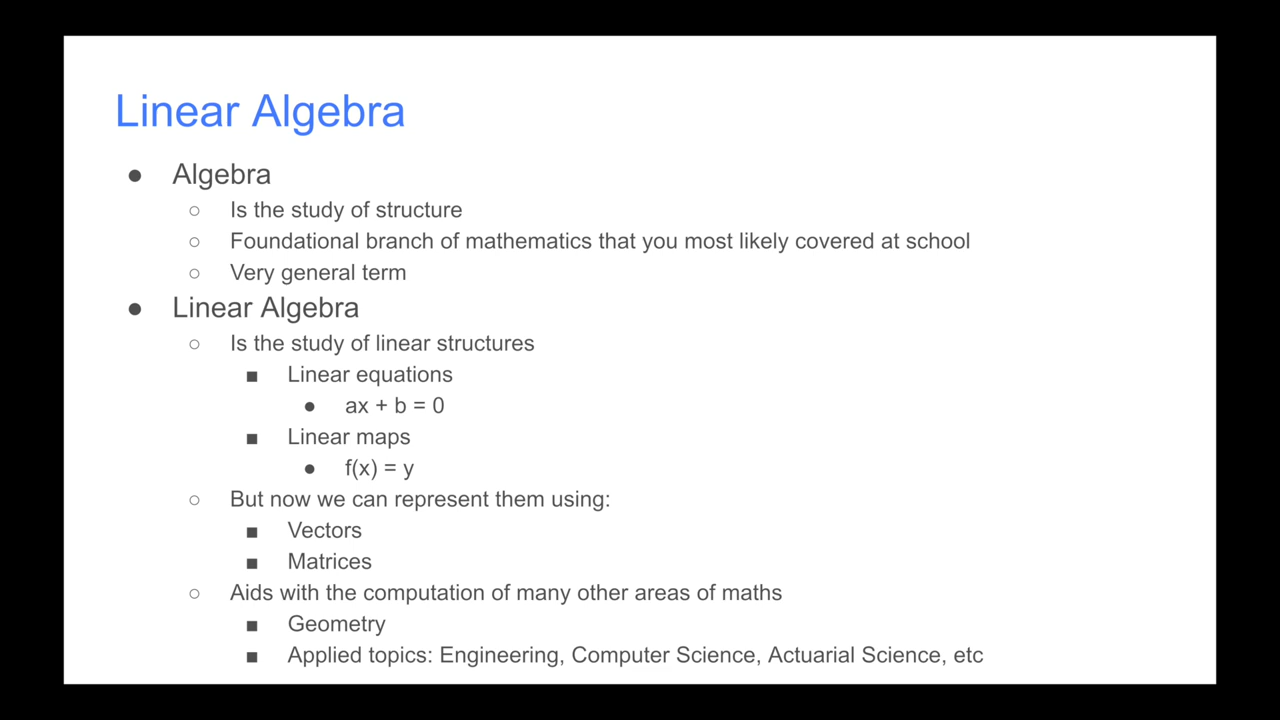 Linear Algebra
● Algebra
○ Is the study of structure
○ Foundational branch of mathematics that you most likely covered at school
○ Very general term
● Linear Algebra
○ Is the study of linear structures
■ Linear equations
● ax + b = 0
■ Linear maps
● f(x) = y
○ But now we can represent them using:
■ Vectors
■ Matrices
○ Aids with the computation of many other areas of maths
■ Geometry
■ Applied topics: Engineering, Computer Science, Actuarial Science, etc